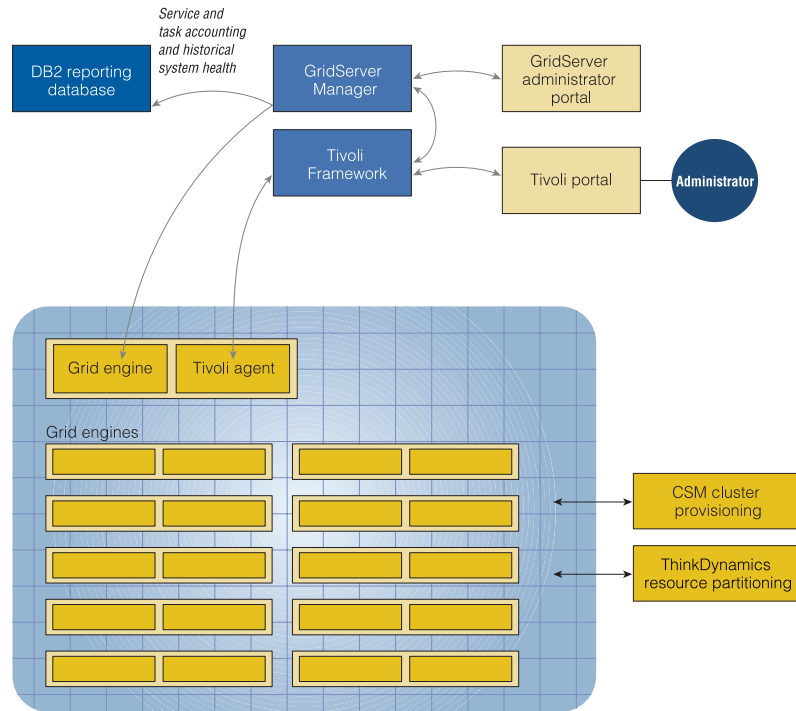 Service and
task accounting
and historical
system health
DB2 reporting
database
GridServer
Manager
GridServer
administrator
portal
Tivoli
Framework
Tivoli portal
Administrator
Grid engine
Tivoli agent
Grid engines
CSM cluster
provisioning
ThinkDynamics
resource partitioning